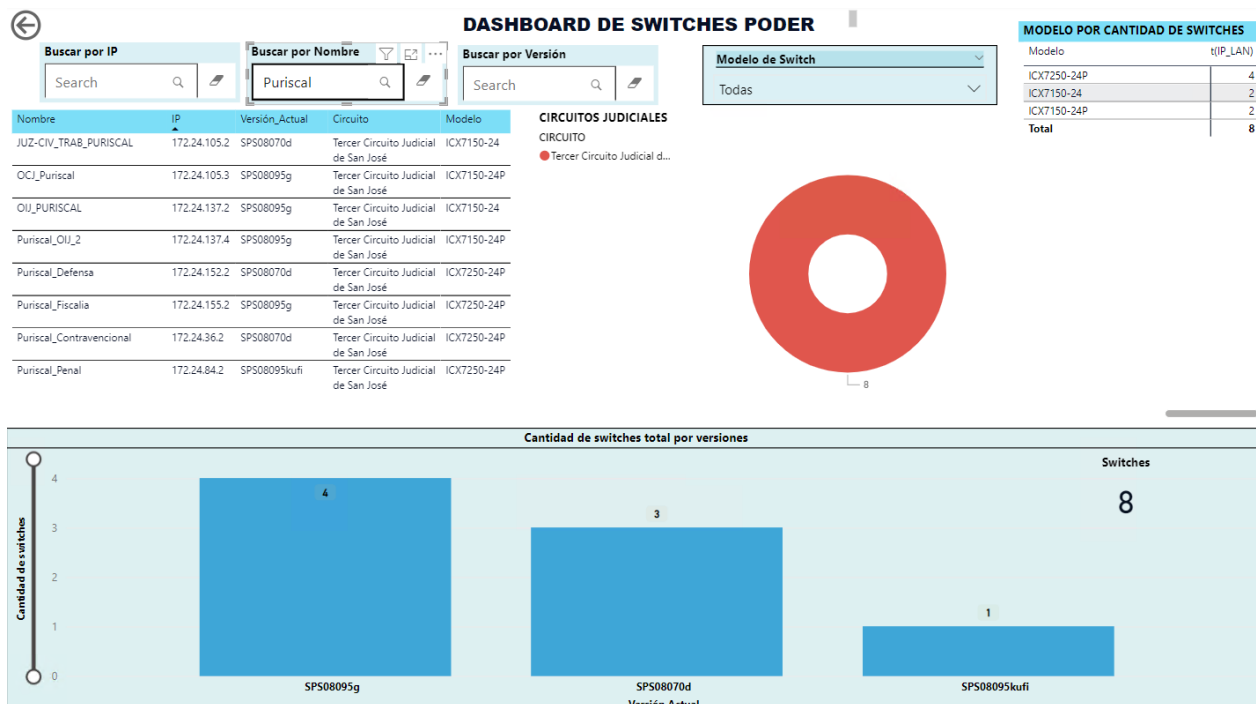 DASHBOARD DE SWITCHES PODER
MODELO POR CANTIDAD DE SWITCHES
Modelo t(IP_LAN)
ICX7250-24P 4
ICX7150-24 2
ICX7150-24P 2
Total 8
Buscar por IP
Search
Buscar por Nombre
Puriscal
Buscar por Versión
Search
Modelo de Switch
Todas
Nombre IP Versión_Actual Circuito Modelo
JUZ-CIV_TRAB_PURISCAL 172.24.105.2 SPS08070d Tercer Circuito Judicial ICX7150-24
de San José
OCJ_Puriscal 172.24.105.3 SPS08095g Tercer Circuito Judicial ICX7150-24P
de San José
OIJ_PURISCAL 172.24.137.2 SPS08095g Tercer Circuito Judicial ICX7150-24
de San José
Puriscal_OIJ_2 172.24.137.4 SPS08095g Tercer Circuito Judicial ICX7150-24P
de San José
Puriscal_Defensa 172.24.152.2 SPS08070d Tercer Circuito Judicial ICX7250-24P
de San José
Puriscal_Fiscalia 172.24.155.2 SPS08095g Tercer Circuito Judicial ICX7250-24P
de San José
Puriscal_Contravencional 172.24.36.2 SPS08070d Tercer Circuito Judicial ICX7250-24P
de San José
Puriscal_Penal 172.24.84.2 SPS08095kufi Tercer Circuito Judicial ICX7250-24P
de San José
CIRCUITOS JUDICIALES
CIRCUITO
Tercer Circuito Judicial d...
8
Cantidad de switches total por versiones
Switches
8
Cantidad de switches
4
3
2
1
0
4
3
1
SPS08095g
SPS08070d
SPS08095kufi
Versión Actual